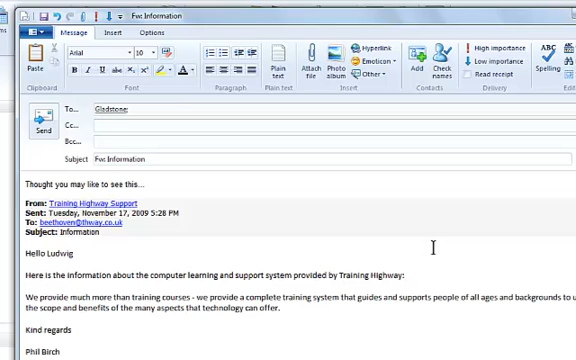 Fw: Information
Message Insert Options
Paste
Clipboard
Arial 10
Font
Paragraph
Plain text
Plain text
Attach file
Photo album
Hyperlink
Emoticon
Other
Insert
Add
Check names
Contacts
High importance
Low importance
Read receipt
Delivery
Spelling
Edit
Send
To... Gladstone;
Cc...
Bcc...
Subject Fw: Information
Thought you may like to see this...
From: Training Highway Support
Sent: Tuesday, November 17, 2009 5:28 PM
To: beethoven@thway.co.uk
Subject: Information
Hello Ludwig
Here is the information about the computer learning and support system provided by Training Highway:
We provide much more than training courses - we provide a complete training system that guides and supports people of all ages and backgrounds to u
the scope and benefits of the many aspects that technology can offer.
Kind regards
Phil Birch